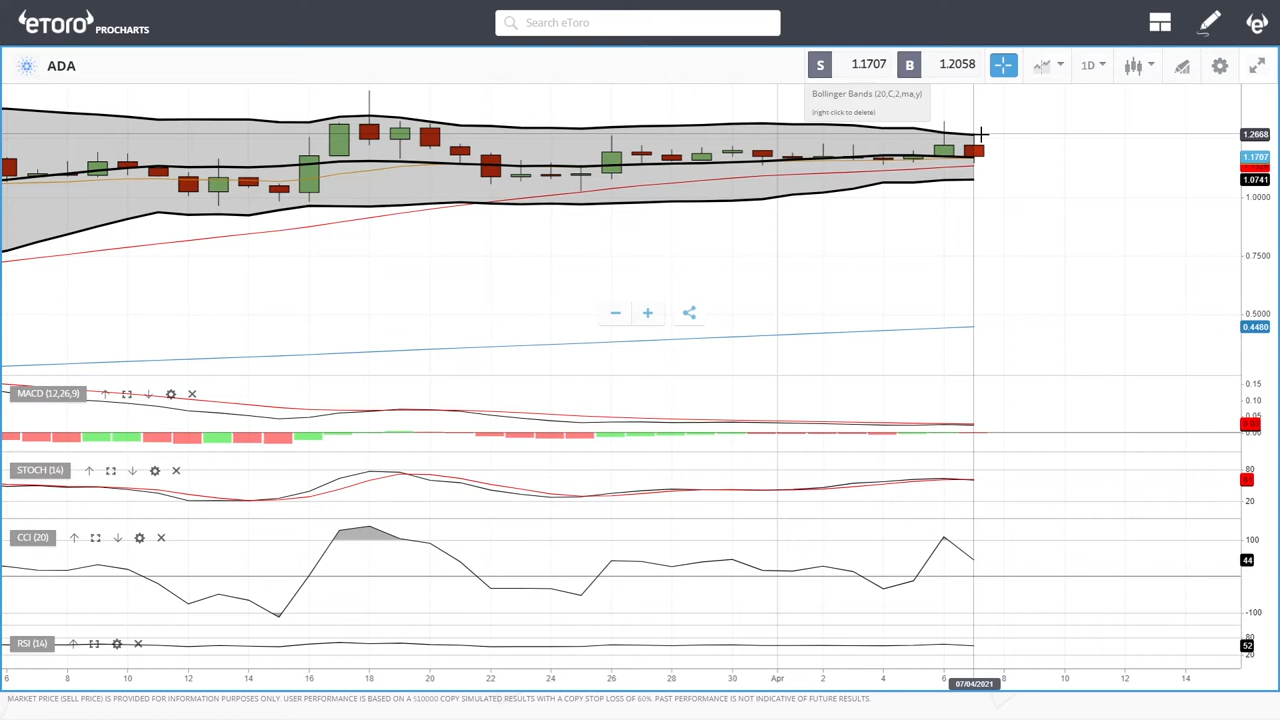 eTORO PROCHARTS
Search eToro
ADA
S 1.1707 B 1.2058
1D
Bollinger Bands (20,C,2,ma,y)
(right click to delete)
1.2668
1.1707
1.0741
1.0000
0.7500
0.5000
0.4480
MACD (12,26,9)
0.15
0.10
0.05
0.00
STOCH (14)
80
20
CCI (20)
100
44
-100
RSI (14)
80
52
20
6 8 10 12 14 16 18 20 22 24 26 28 30 Apr 2 4 6 8 10 12 14
07/04/2021
MARKET PRICE (SELL PRICE) IS PROVIDED FOR INFORMATION PURPOSES ONLY. USER PERFORMANCE IS BASED ON A $10000 COPY SIMULATED RESULTS WITH A COPY STOP LOSS OF 60%. PAST PERFORMANCE IS NOT INDICATIVE OF FUTURE RESULTS.